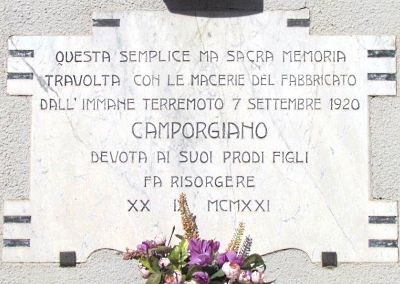 QUESTA SEMPLICE MA SACRA MEMORIA
TRAVOLTA CON LE MACERIE DEL FABBRICATO
DALL'IMMANE TERREMOTO 7 SETTEMBRE 1920
CAMPORGIANO
DEVOTA AI SUOI PRODI FIGLI
FA RISORGERE
XX IX MCMXXI